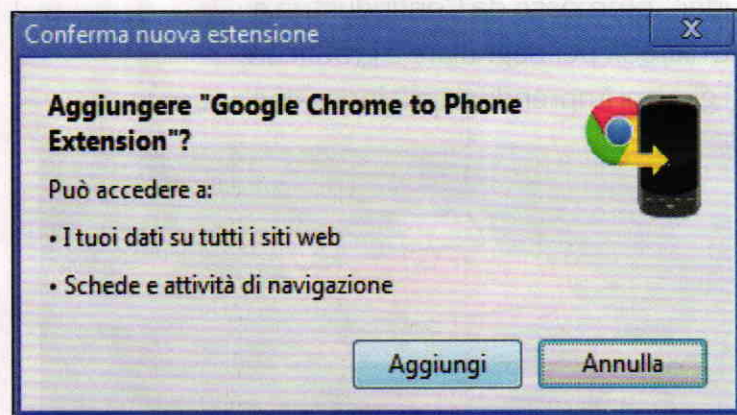 Conferma nuova estensione
X
Aggiungere "Google Chrome to Phone
Extension"?
Può accedere a:
• I tuoi dati su tutti i siti web
• Schede e attività di navigazione
Aggiungi
Annulla